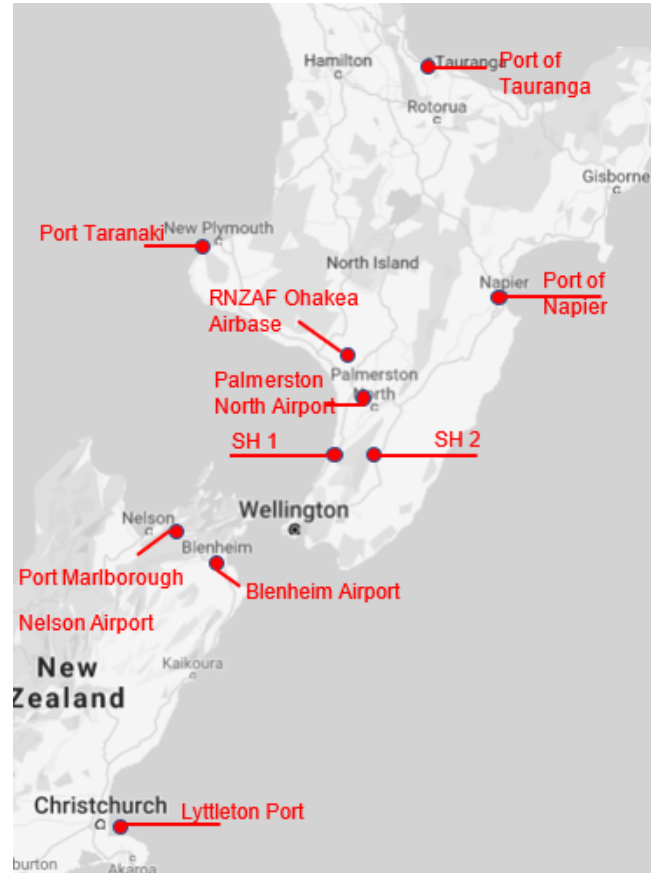 Hamilton
Tauranga
Port of
Tauranga
Rotorua
Gisborne
Port Taranaki
New Plymouth
North Island
RNZAF Ohakea
Airbase
Napier
Port of
Napier
Palmerston
North
Palmerston
North Airport
SH 1
SH 2
Wellington
Nelson
Blenheim
Port Marlborough
Blenheim Airport
Nelson Airport
New
Zealand
Kaikoura
Christchurch
Lyttleton Port
burton
Akaroa